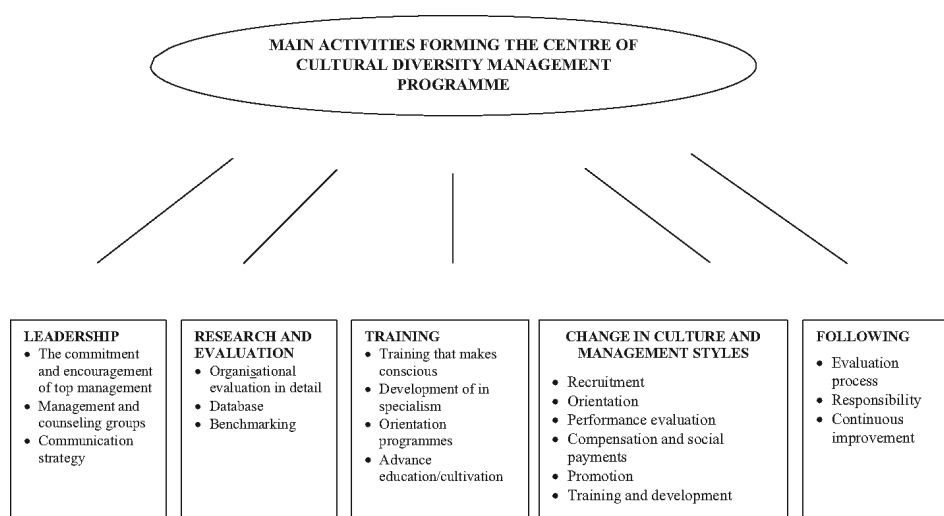 MAIN ACTIVITIES FORMING THE CENTRE OF
CULTURAL DIVERSITY MANAGEMENT
PROGRAMME
LEADERSHIP
• The commitment
and encouragement
of top management
• Management and
counseling groups
• Communication
strategy
RESEARCH AND
EVALUATION
• Organisational
evaluation in detail
• Database
• Benchmarking
TRAINING
• Training that makes
conscious
• Development of in
specialism
• Orientation
programmes
• Advance
education/cultivation
CHANGE IN CULTURE AND
MANAGEMENT STYLES
• Recruitment
• Orientation
• Performance evaluation
• Compensation and social
payments
• Promotion
• Training and development
FOLLOWING
• Evaluation
process
• Responsibility
• Continuous
improvement